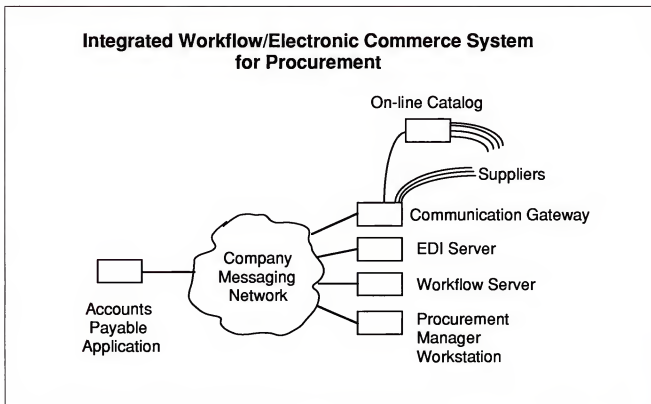 Integrated Workflow/Electronic Commerce System
for Procurement
On-line Catalog
Suppliers
Communication Gateway
EDI Server
Company
Messaging
Network
Workflow Server
Accounts
Payable
Application
Procurement
Manager
Workstation